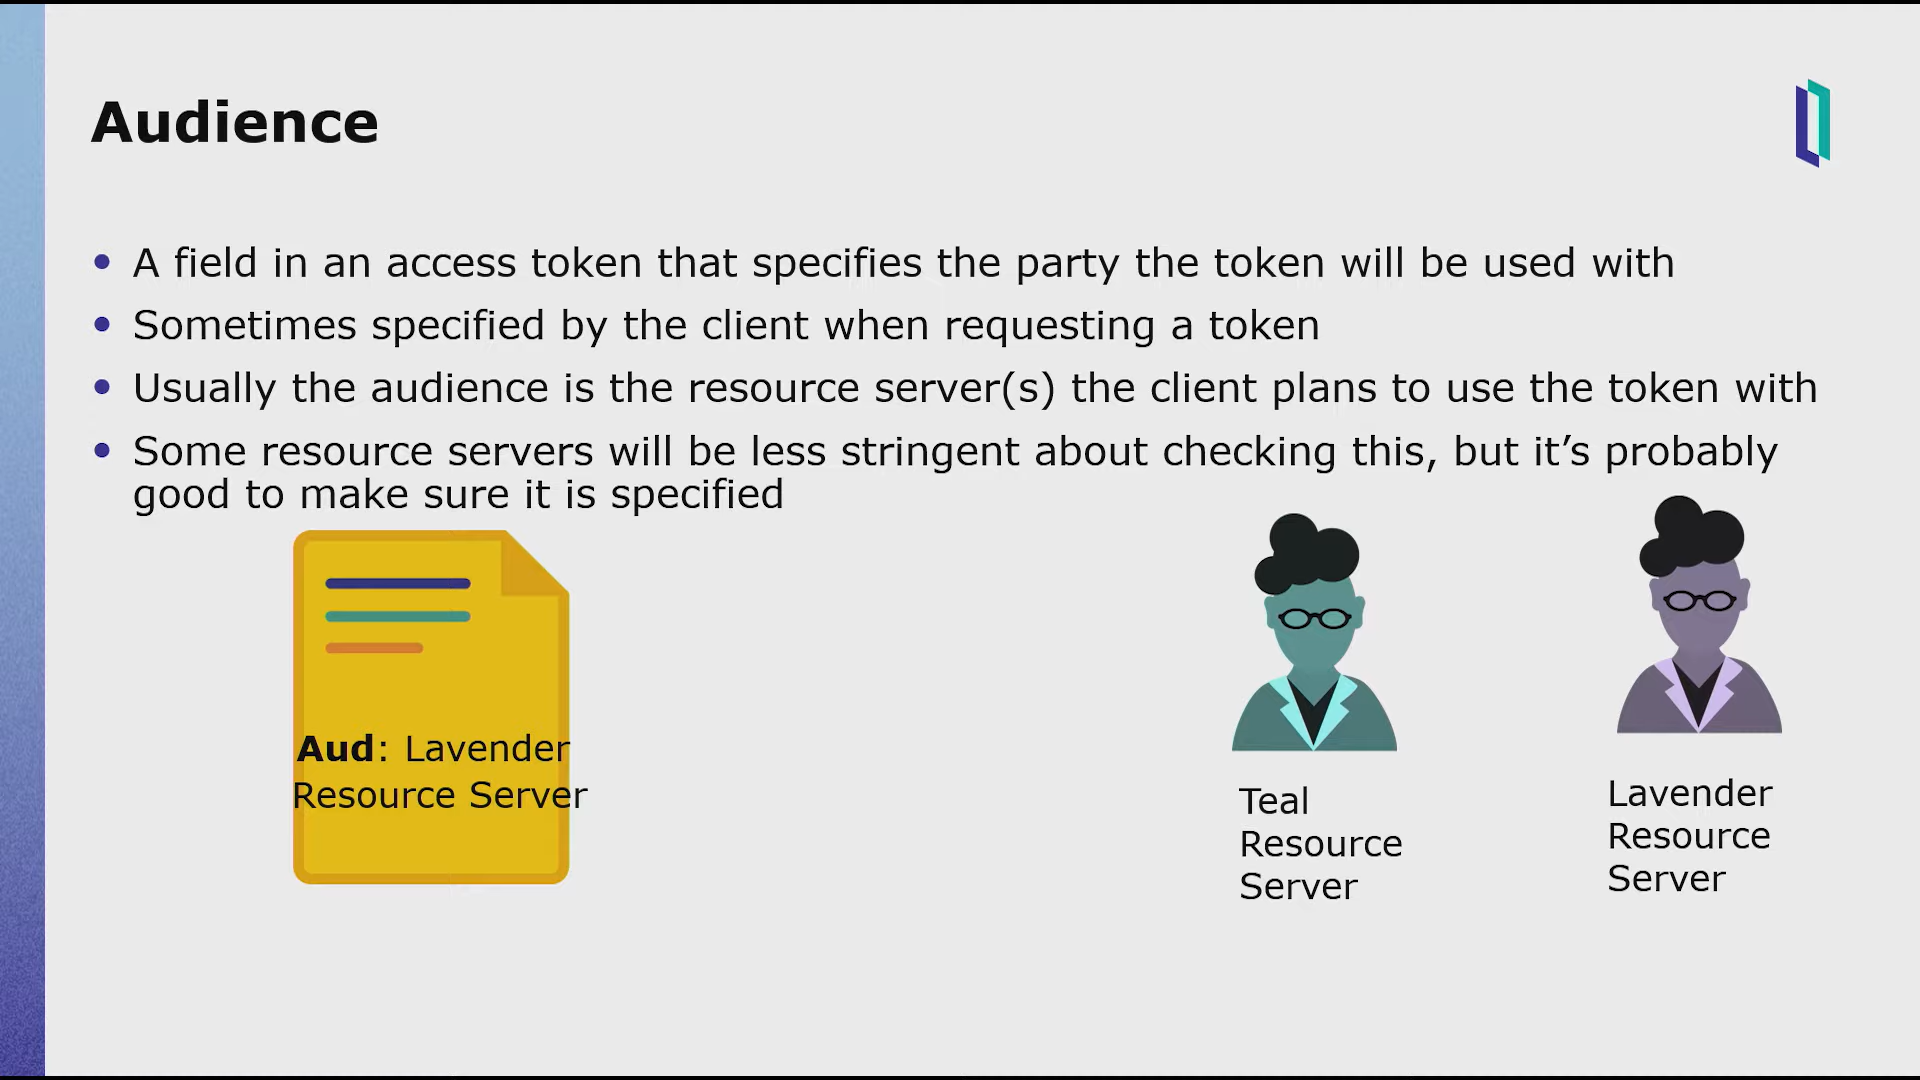 Audience
• A field in an access token that specifies the party the token will be used with
• Sometimes specified by the client when requesting a token
• Usually the audience is the resource server(s) the client plans to use the token with
• Some resource servers will be less stringent about checking this, but it’s probably
good to make sure it is specified
Aud: Lavender
Resource Server
Teal
Resource
Server
Lavender
Resource
Server